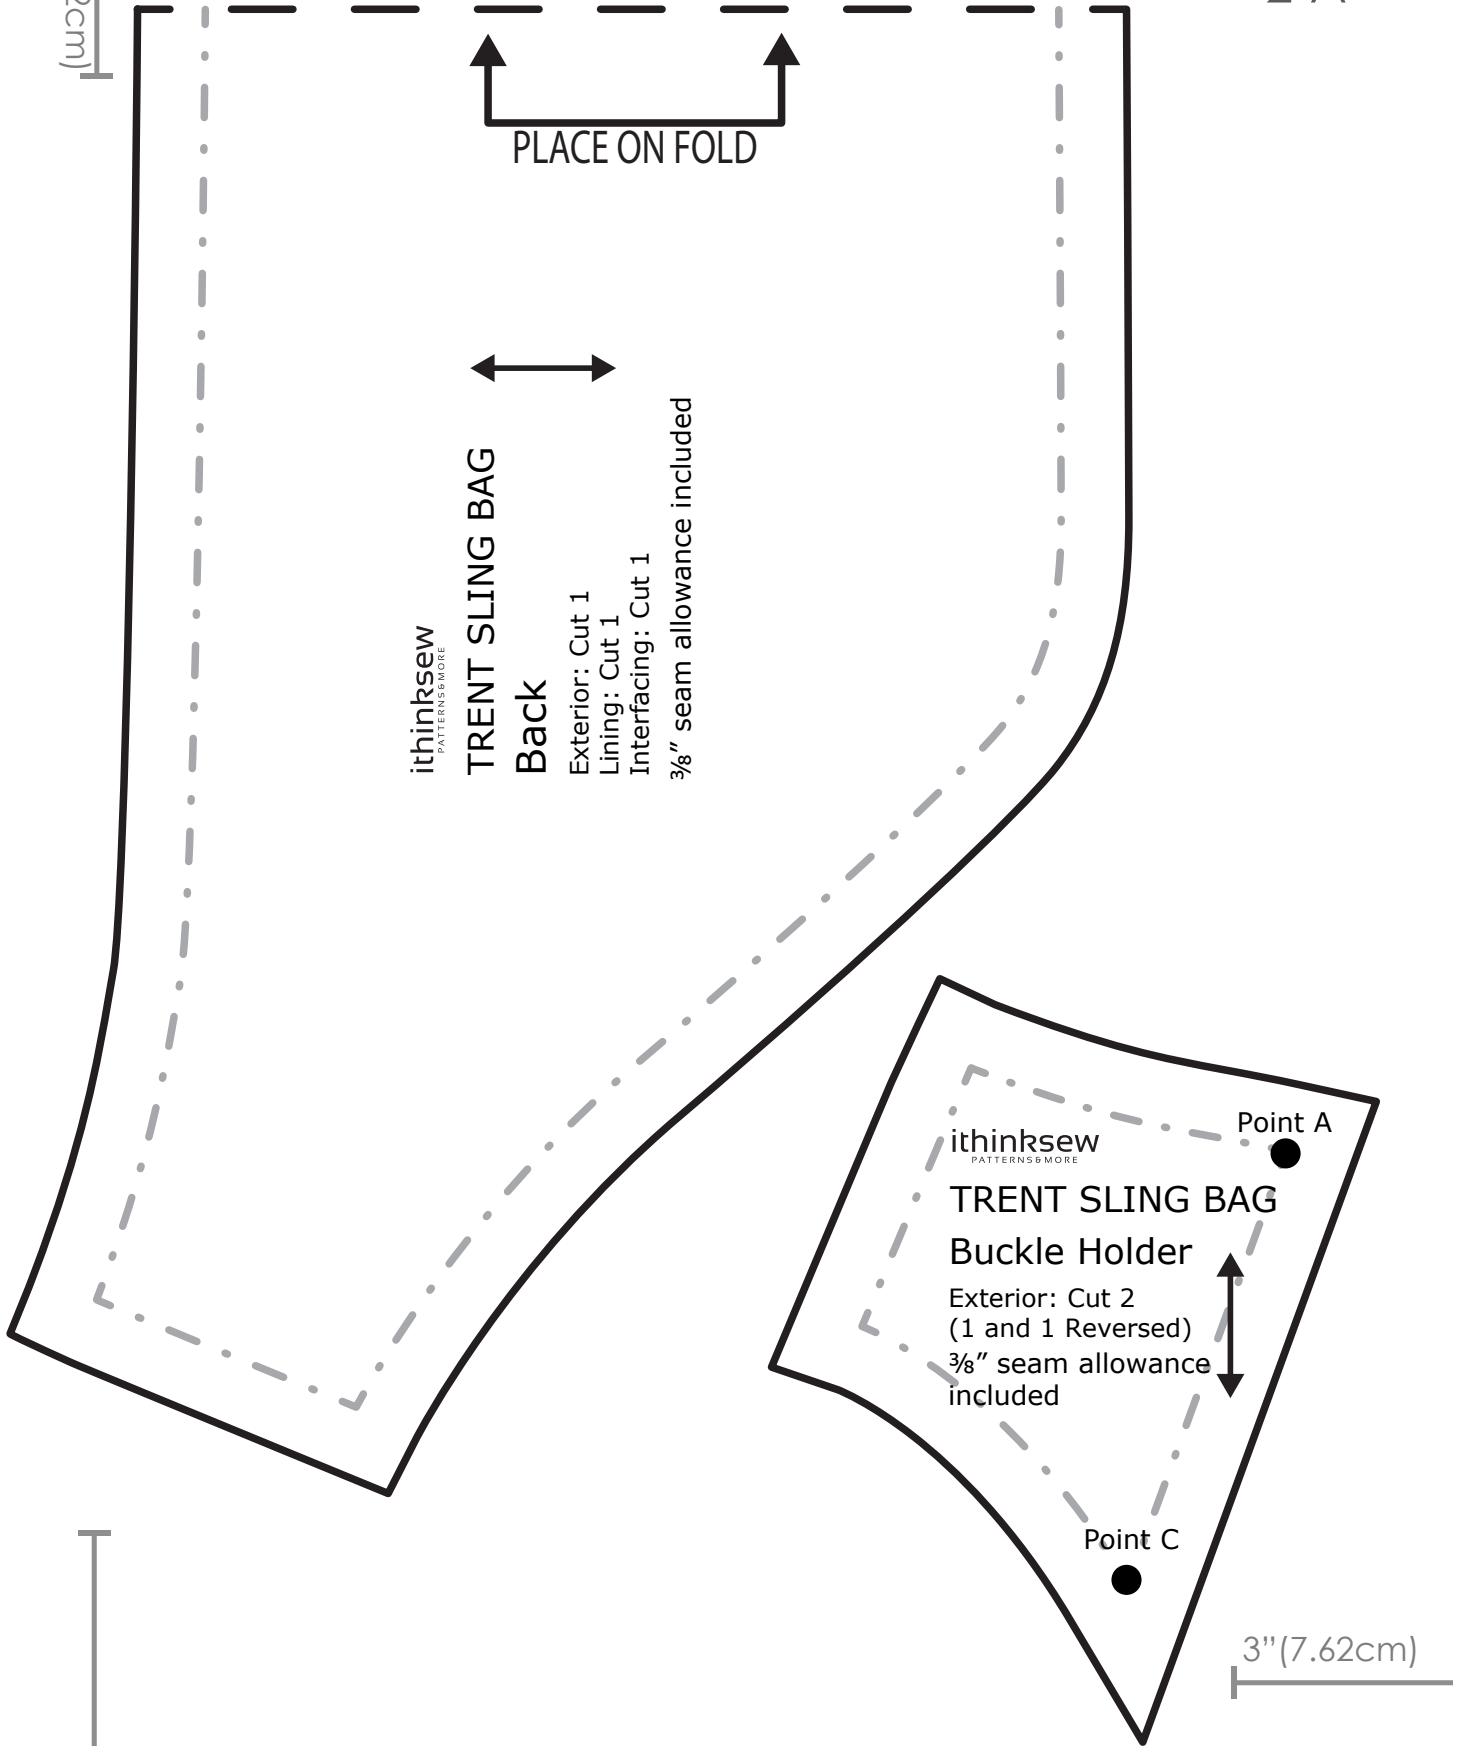 2cm)
PLACE ON FOLD
ithinksew
PATTERNS&MORE
TRENT SLING BAG
Back
Exterior: Cut 1
Lining: Cut 1
Interfacing: Cut 1
⅜” seam allowance included
Point A
ithinksew
PATTERNS&MORE
TRENT SLING BAG
Buckle Holder
Exterior: Cut 2
(1 and 1 Reversed)
⅜” seam allowance
included
Point C
3”(7.62cm)